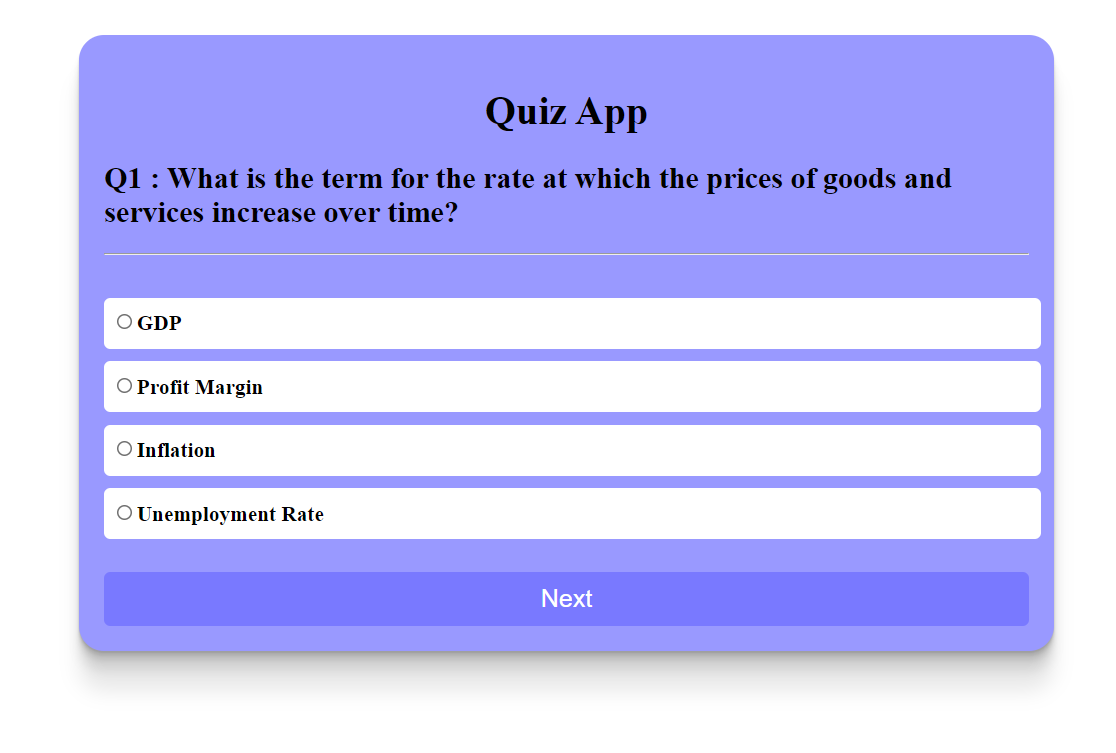 Quiz App
Q1 : What is the term for the rate at which the prices of goods and
services increase over time?
GDP
Profit Margin
Inflation
Unemployment Rate
Next